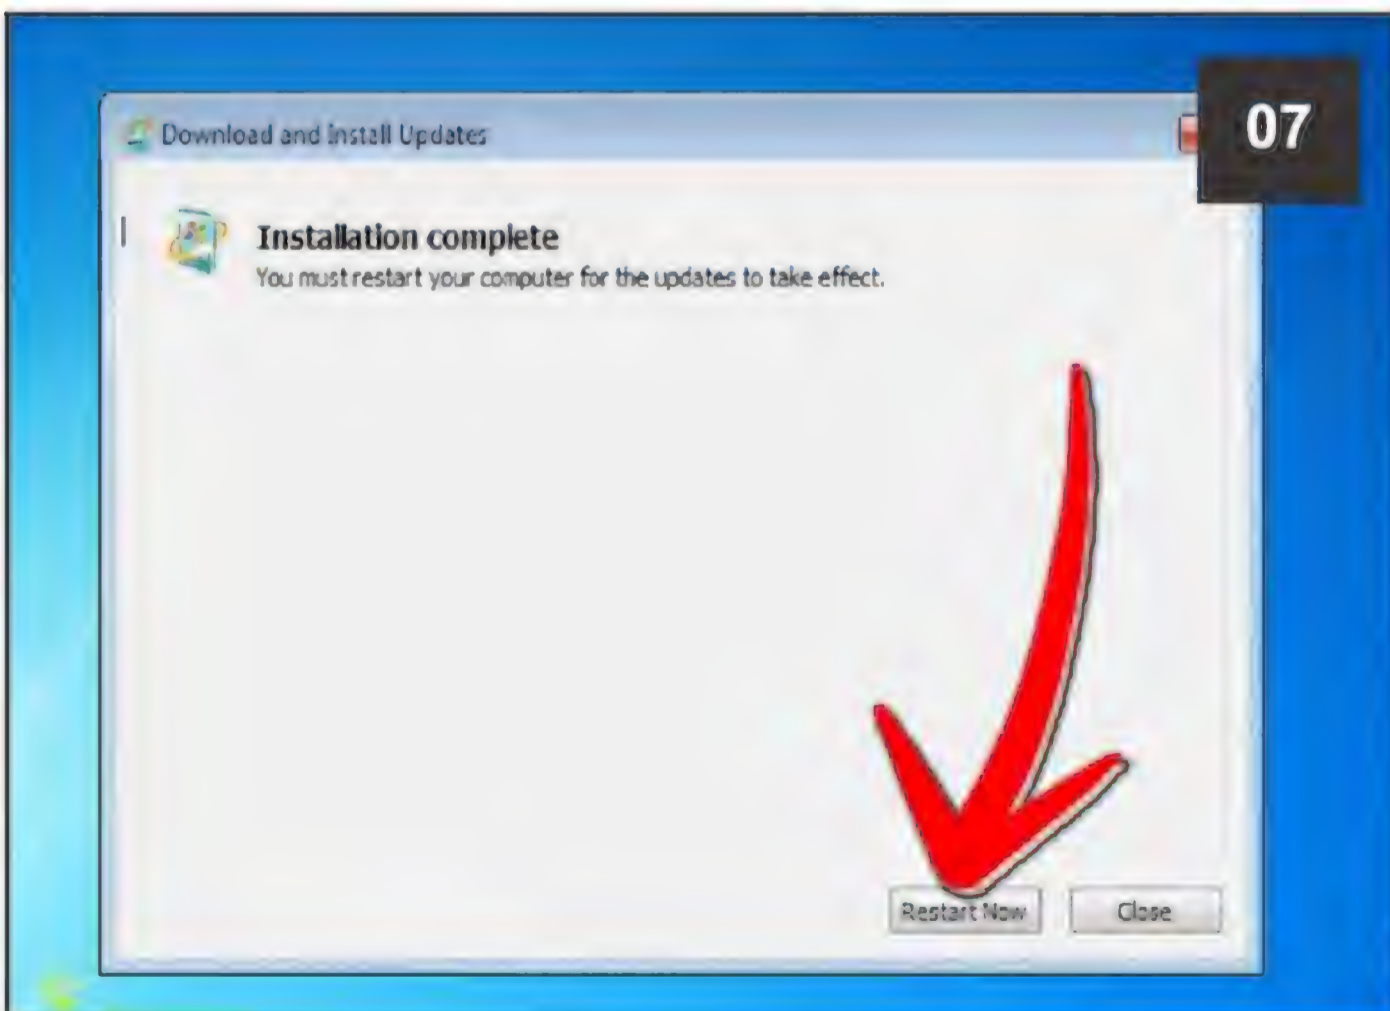 07
Download and Install Updates
Installation complete
You must restart your computer for the updates to take effect.
Restart Now
Close